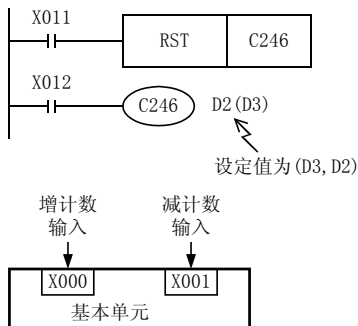 X011
RST C246
X012
C246 D2(D3)
设定值为(D3,D2)
增计数 减计数
输入 输入
X000 X001
基本单元